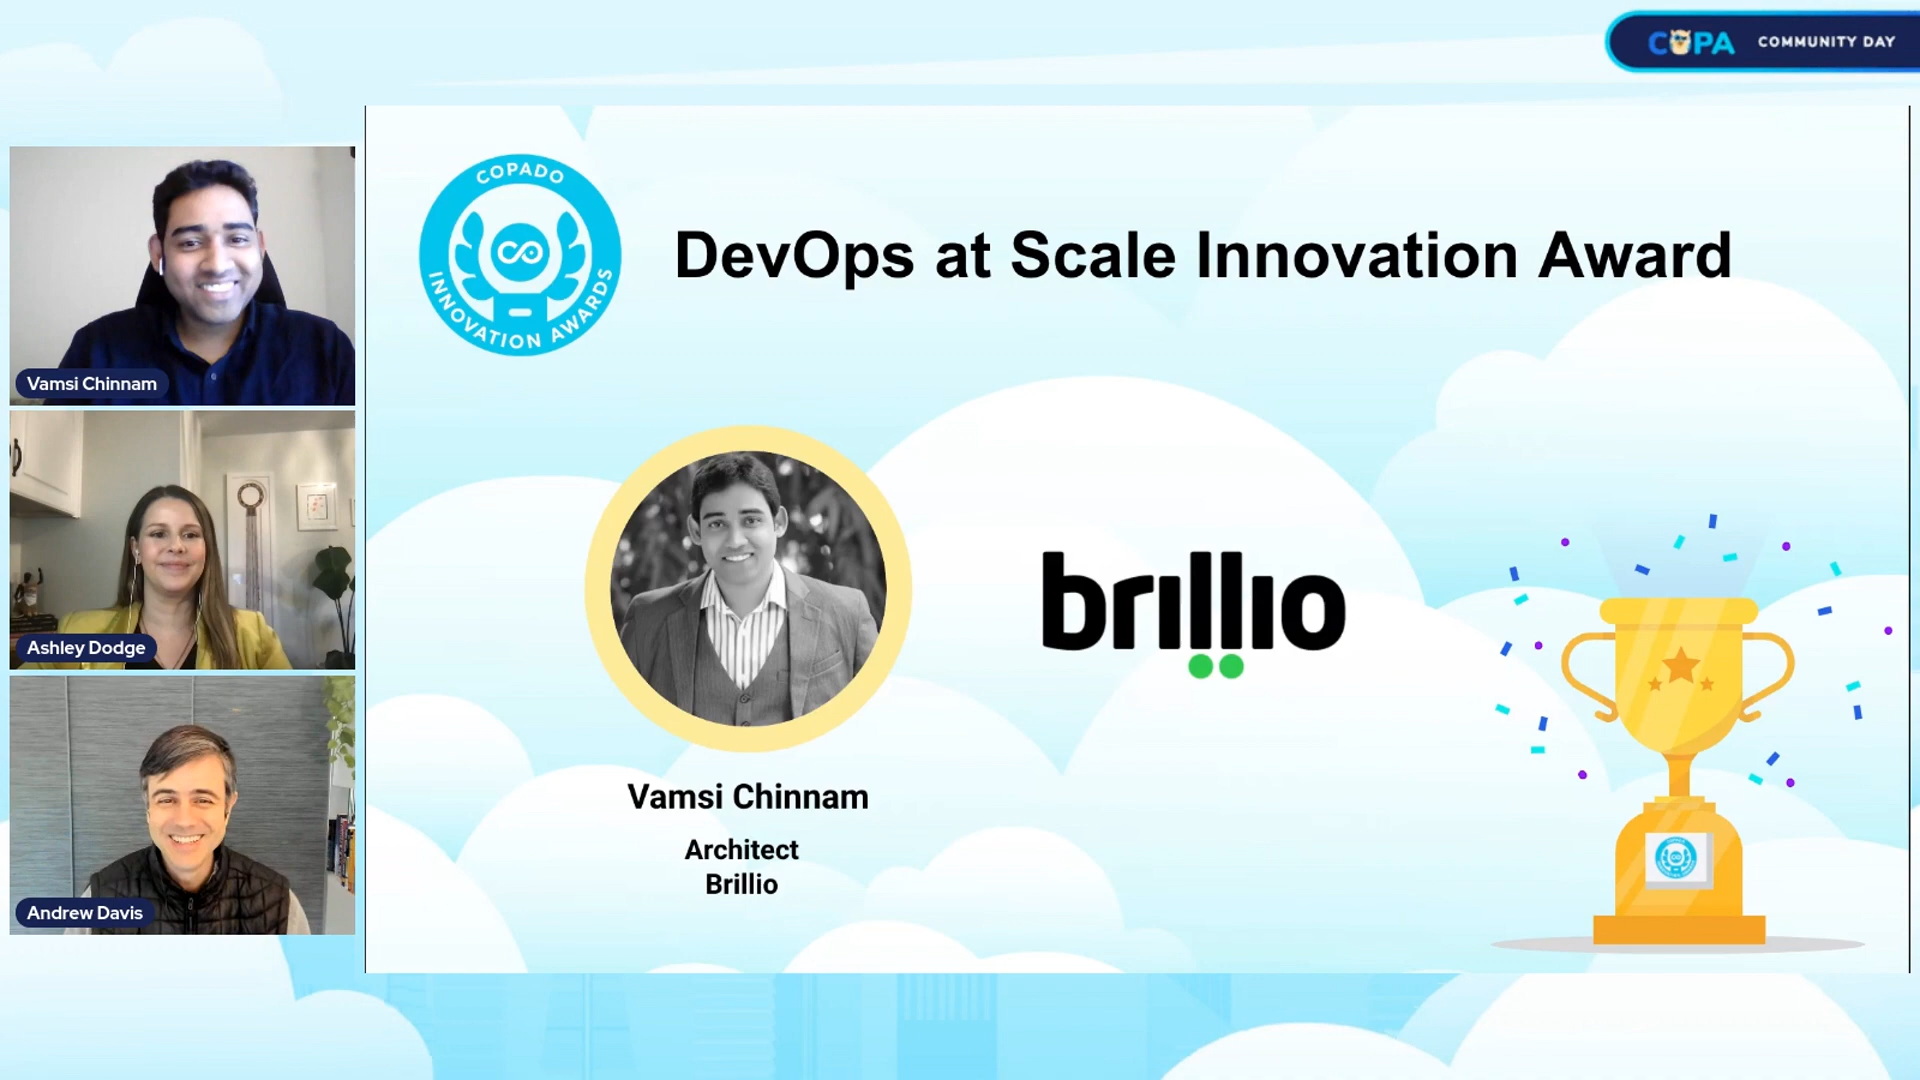 COPA COMMUNITY DAY
COPADO
INNOVATION AWARDS
DevOps at Scale Innovation Award
Vamsi Chinnam
Ashley Dodge
Andrew Davis
brillio
Vamsi Chinnam
Architect
Brillio